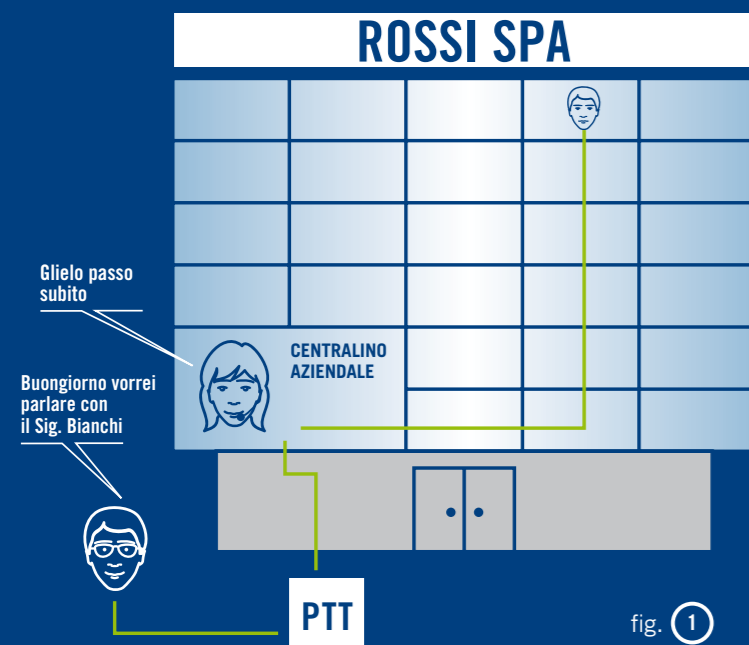 ROSSI SPA
Glielo passo
subito
CENTRALINO
AZIENDALE
Buongiorno vorrei
parlare con
il Sig. Bianchi
PTT
fig. 1